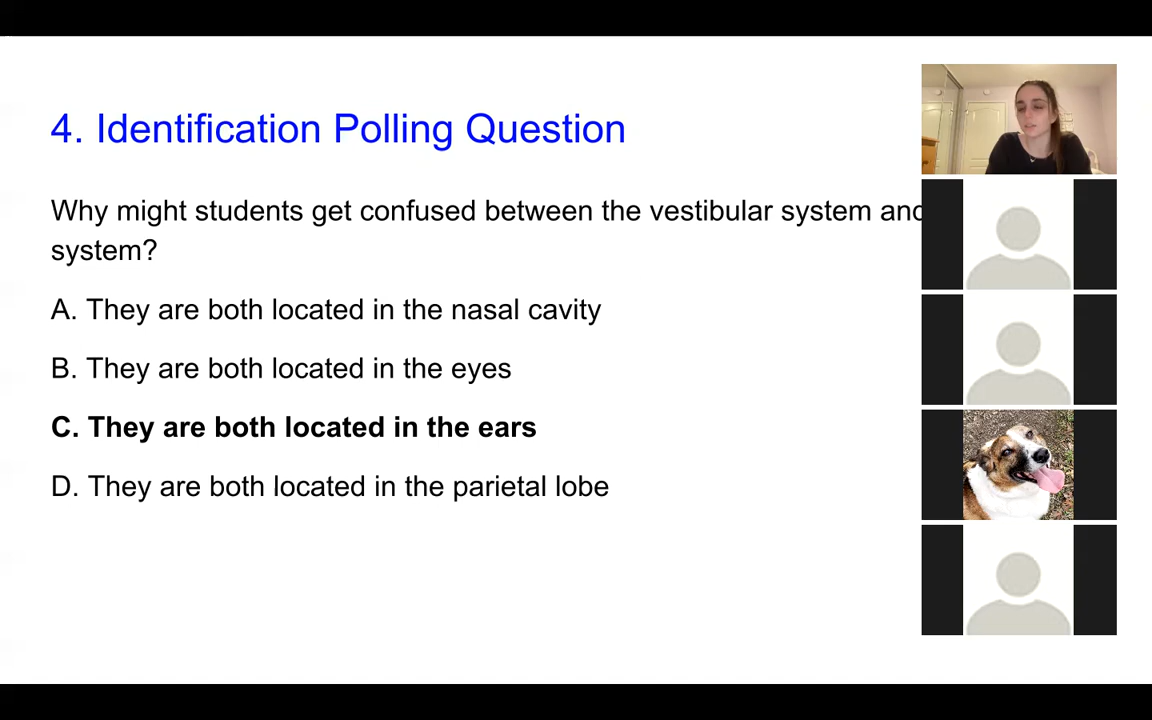 4. Identification Polling Question
Why might students get confused between the vestibular system and
system?
A. They are both located in the nasal cavity
B. They are both located in the eyes
C. They are both located in the ears
D. They are both located in the parietal lobe